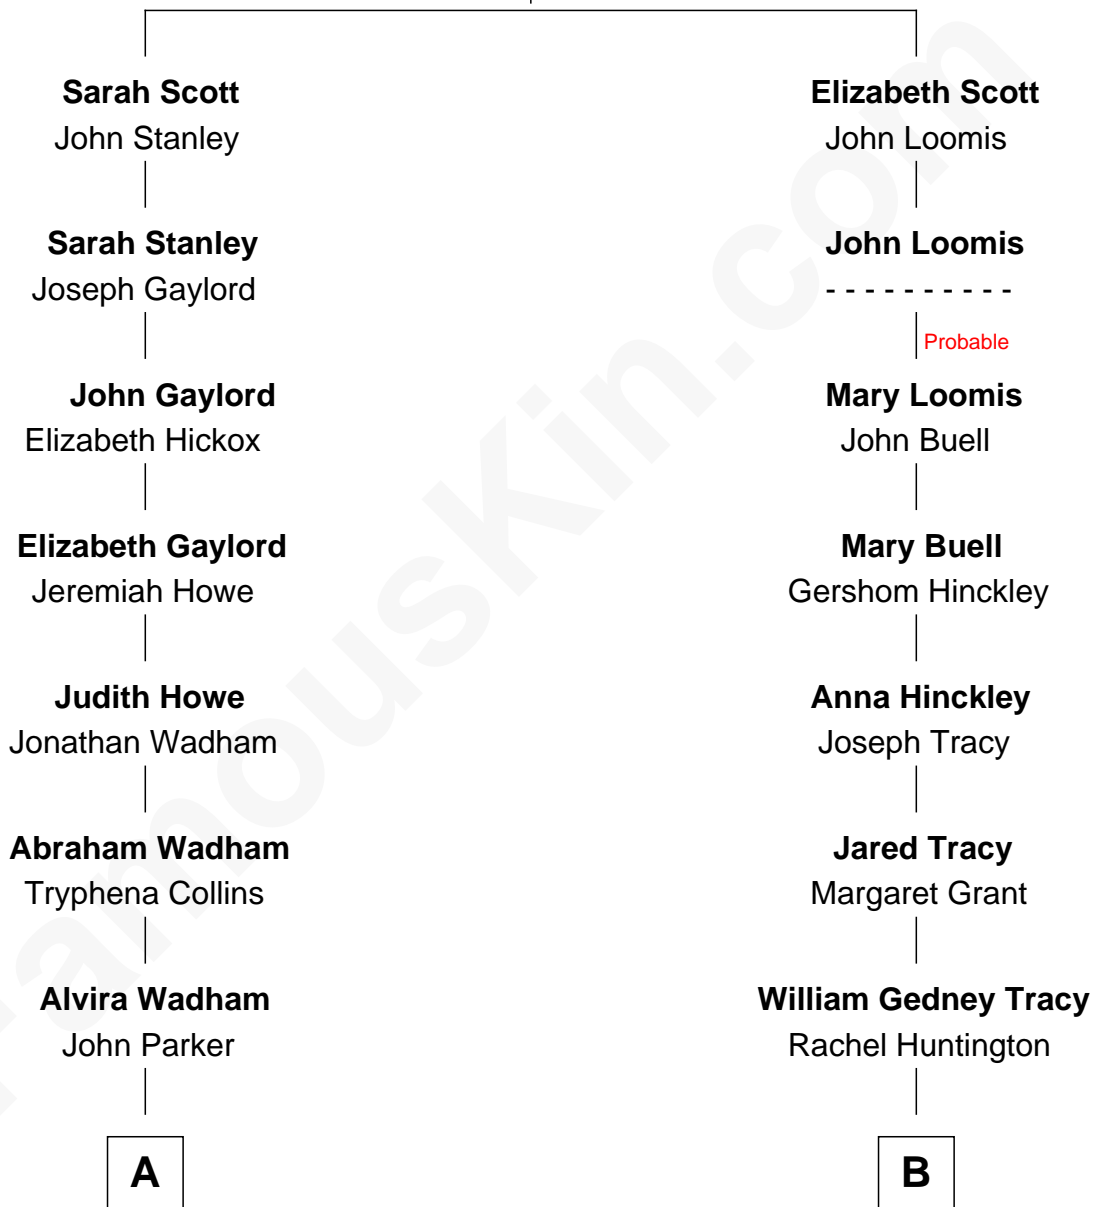 Sarah Scott
John Stanley
Sarah Stanley
Joseph Gaylord
John Gaylord
Elizabeth Hickox
Elizabeth Gaylord
Jeremiah Howe
Judith Howe
Jonathan Wadham
Abraham Wadham
Tryphena Collins
Alvira Wadham
John Parker
A
Elizabeth Scott
John Loomis
John Loomis
- - - - - - - - - -
Probable
Mary Loomis
John Buell
Mary Buell
Gershom Hinckley
Anna Hinckley
Joseph Tracy
Jared Tracy
Margaret Grant
William Gedney Tracy
Rachel Huntington
B
FamousKin.com